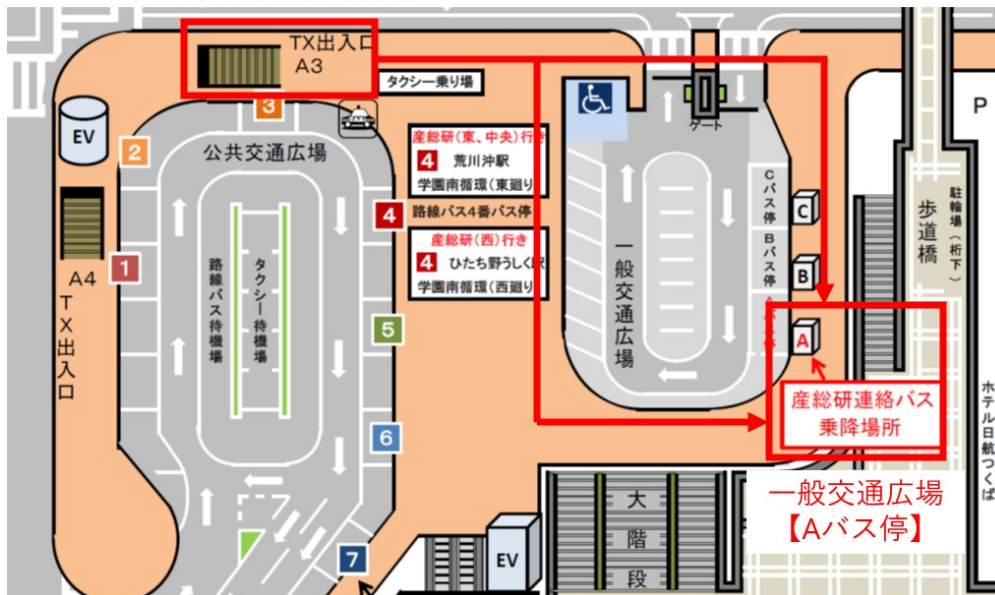 TX出入口
A3
タクシー乗り場
EV
3
2
公共交通広場
産総研(東、中央)行き
4 荒川沖駅
学園南循環(東廻り
4
路線バス4番バス停
産総研(西)行き
4 ひたち野うしく駅
学園南循環(西廻り
A4
1
TX出入口
路線バス待機場
タクシー待機場
5
6
7
ゲート
一般交通広場
Cバス停
C
Bバス停
B
Aバス停
A
P
駐輪場(桁下)
歩道橋
産総研連絡バス
乗降場所
ホテル日航つくば
一般交通広場
【Aバス停】
大階段
EV